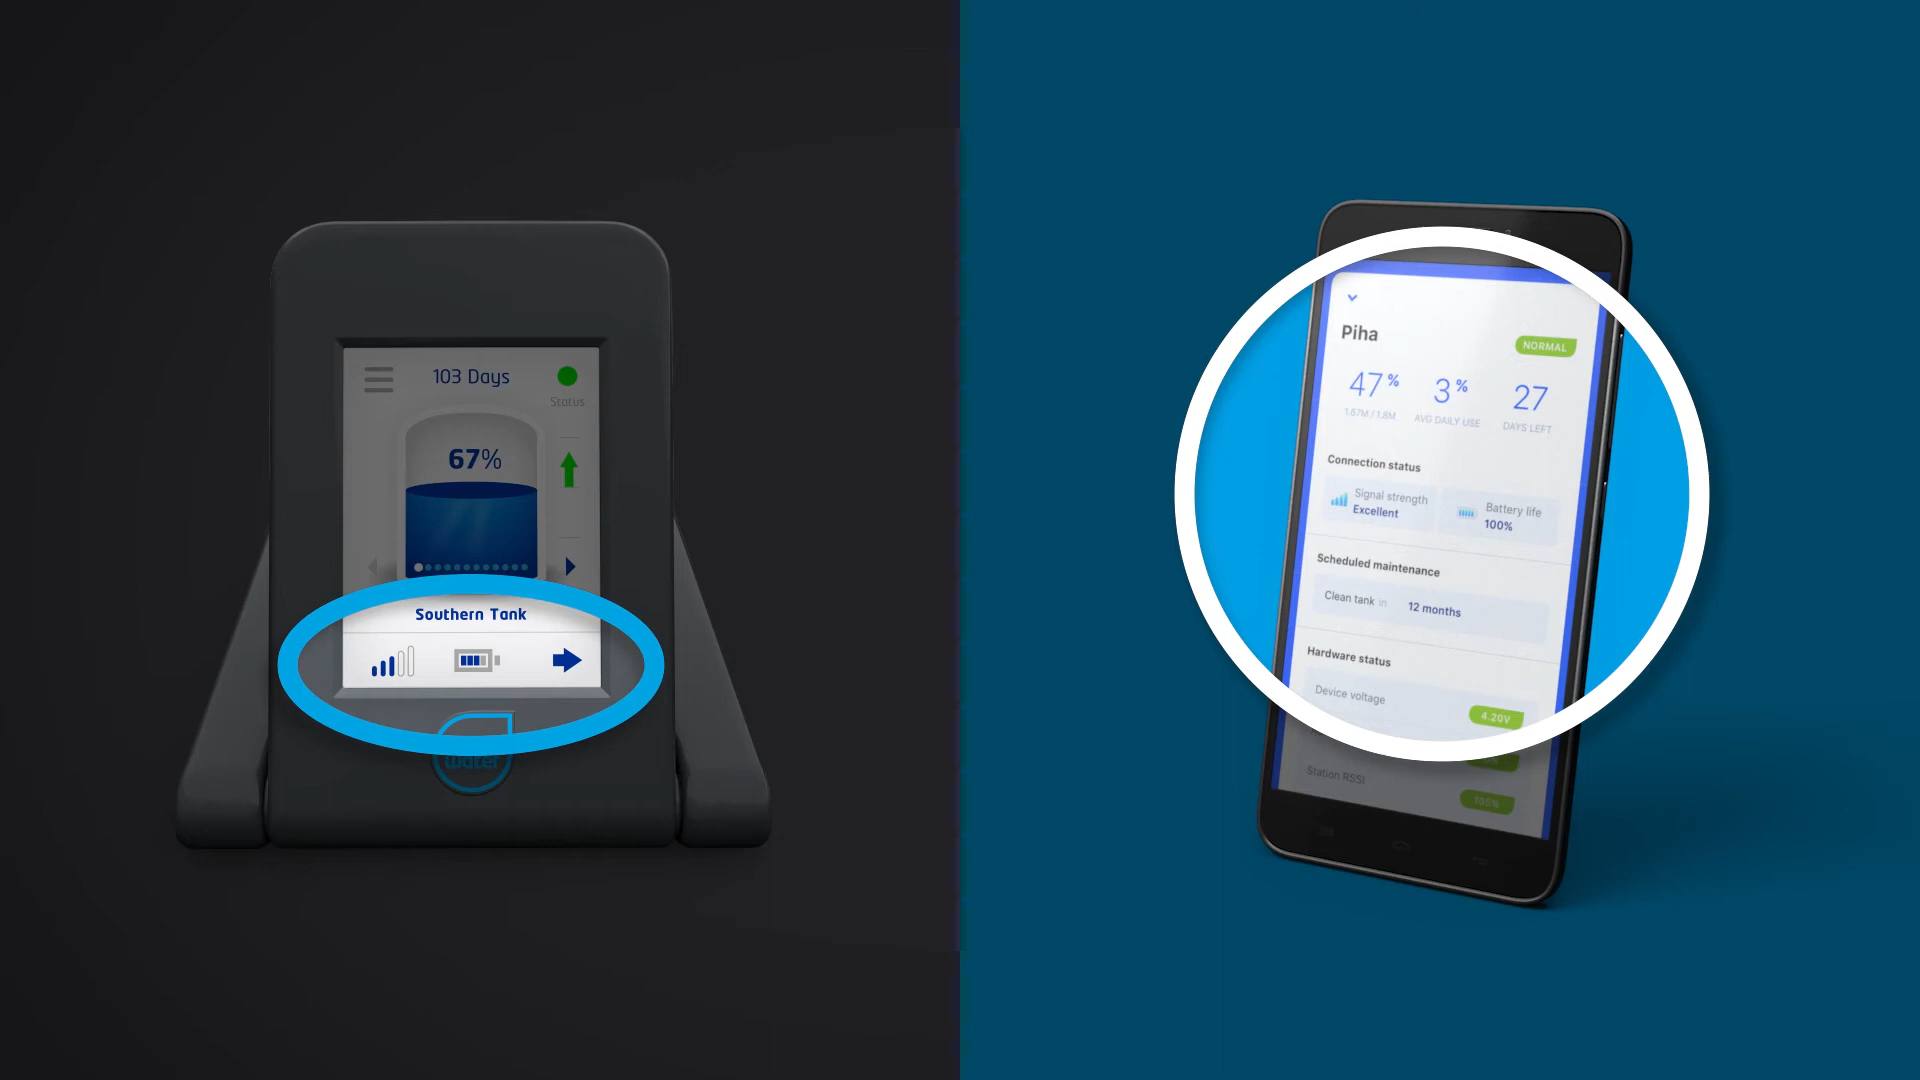 103 Days
Status
67%
Southern Tank
water
Piha
NORMAL
47% 3% 27
1.67M / 1.8M AVG DAILY USE DAYS LEFT
Connection status
Signal strength
Excellent
Battery life
100%
Scheduled maintenance
Clean tank in 12 months
Hardware status
Device voltage
4.20V
Station RSSI
105%